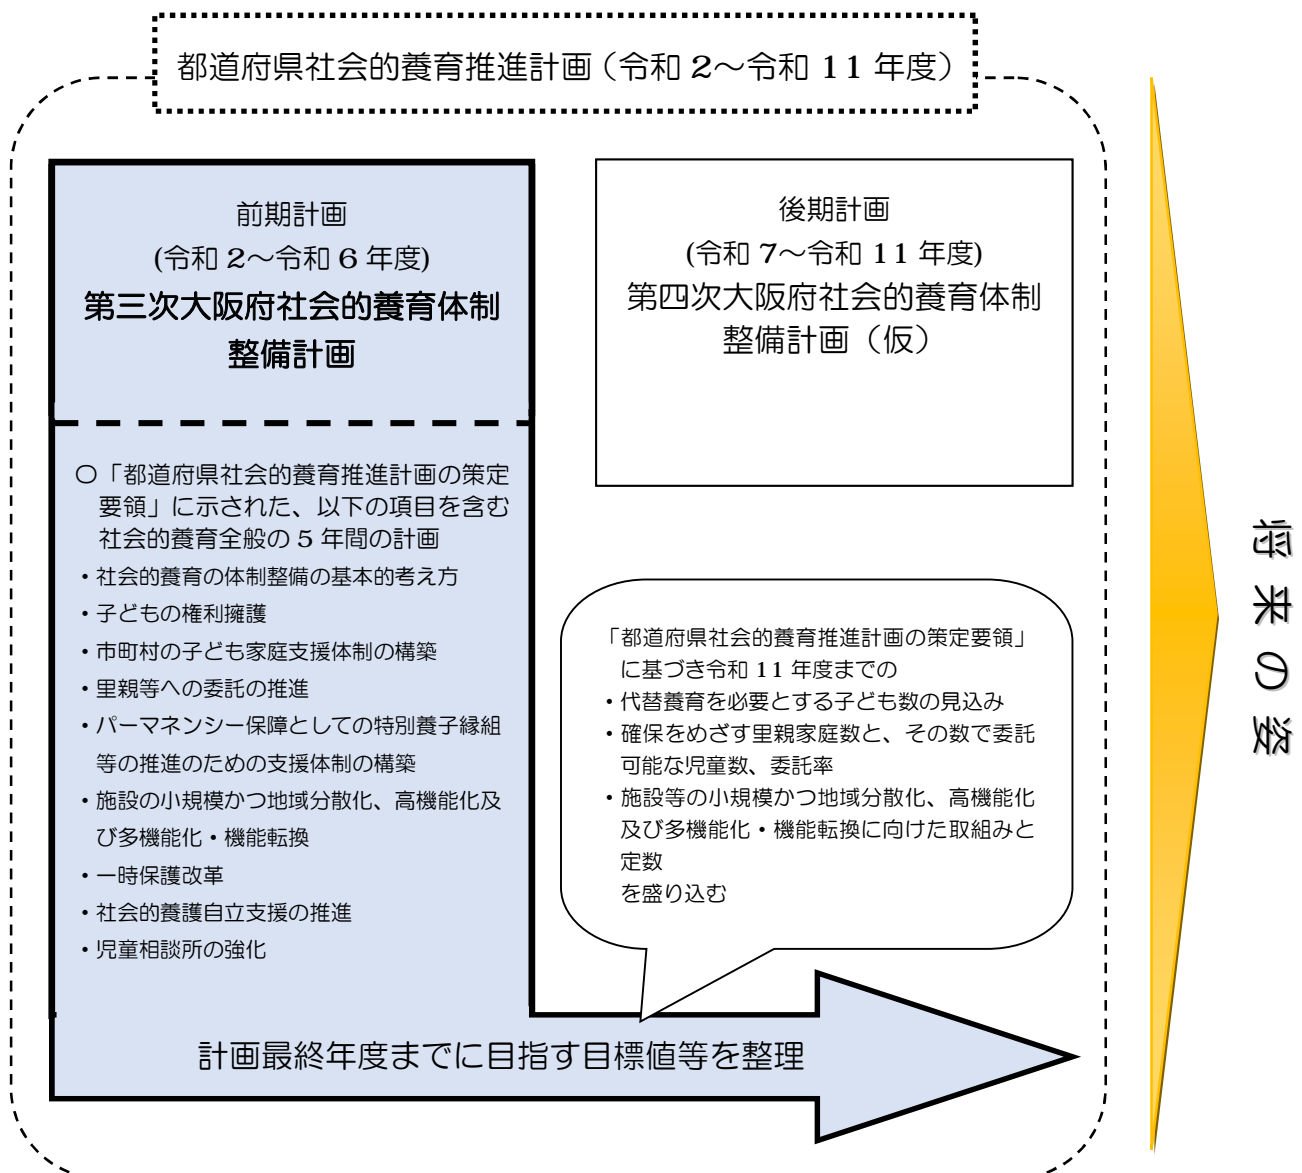 都道府県社会的養育推進計画（令和 2～令和 11 年度）
前期計画
(令和 2～令和 6 年度)
第三次大阪府社会的養育体制
整備計画
〇「都道府県社会的養育推進計画の策定
要領」に示された、以下の項目を含む
社会的養育全般の 5 年間の計画
・社会的養育の体制整備の基本的考え方
・子どもの権利擁護
・市町村の子ども家庭支援体制の構築
・里親等への委託の推進
・パーマネンシー保障としての特別養子縁組
等の推進のための支援体制の構築
・施設の小規模かつ地域分散化、高機能化及
び多機能化・機能転換
・一時保護改革
・社会的養護自立支援の推進
・児童相談所の強化
後期計画
(令和 7～令和 11 年度)
第四次大阪府社会的養育体制
整備計画（仮）
「都道府県社会的養育推進計画の策定要領」
に基づき令和 11 年度までの
・代替養育を必要とする子ども数の見込み
・確保をめざす里親家庭数と、その数で委託
可能な児童数、委託率
・施設等の小規模かつ地域分散化、高機能化
及び多機能化・機能転換に向けた取組みと
定数
を盛り込む
計画最終年度までに目指す目標値等を整理
将来の姿